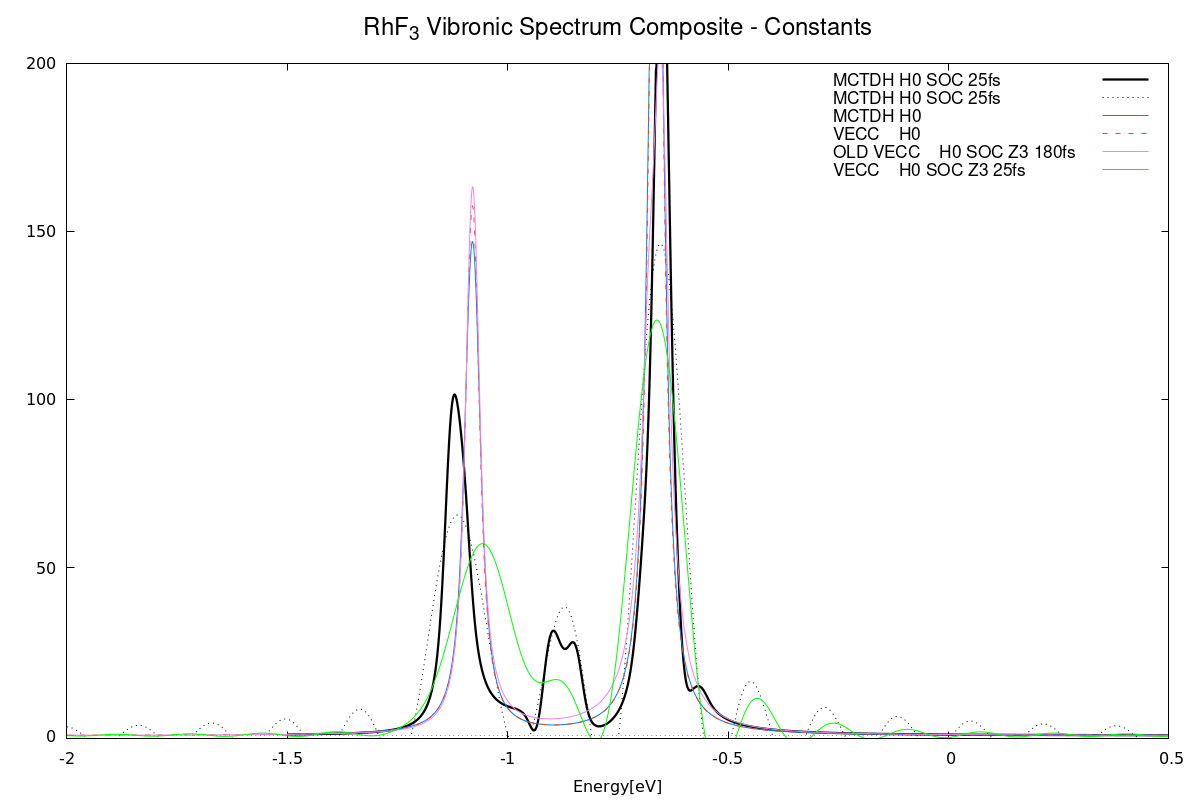 RhF3 Vibronic Spectrum Composite - Constants
200
150
100
50
0
MCTDH H0 SOC 25fs
MCTDH H0 SOC 25fs
MCTDH H0
VECC H0
OLD VECC H0 SOC Z3 180fs
VECC H0 SOC Z3 25fs
-2 -1.5 -1 -0.5 0 0.5
Energy[eV]